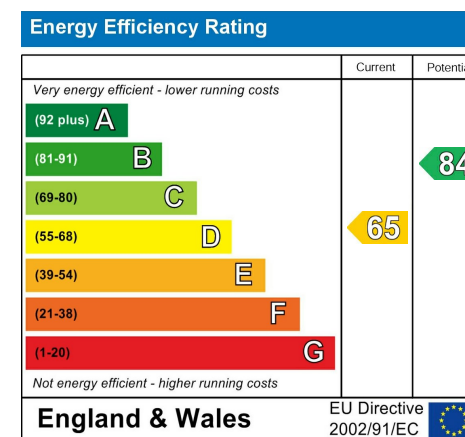 Energy Efficiency Rating
Current
Very energy efficient - lower running costs
(92 plus) A
(81-91) B
84
(69-80) C
(55-68) D
65
(39-54) E
(21-38) F
(1-20) G
Not energy efficient - higher running costs
England & Wales
EU Directive
2002/91/EC